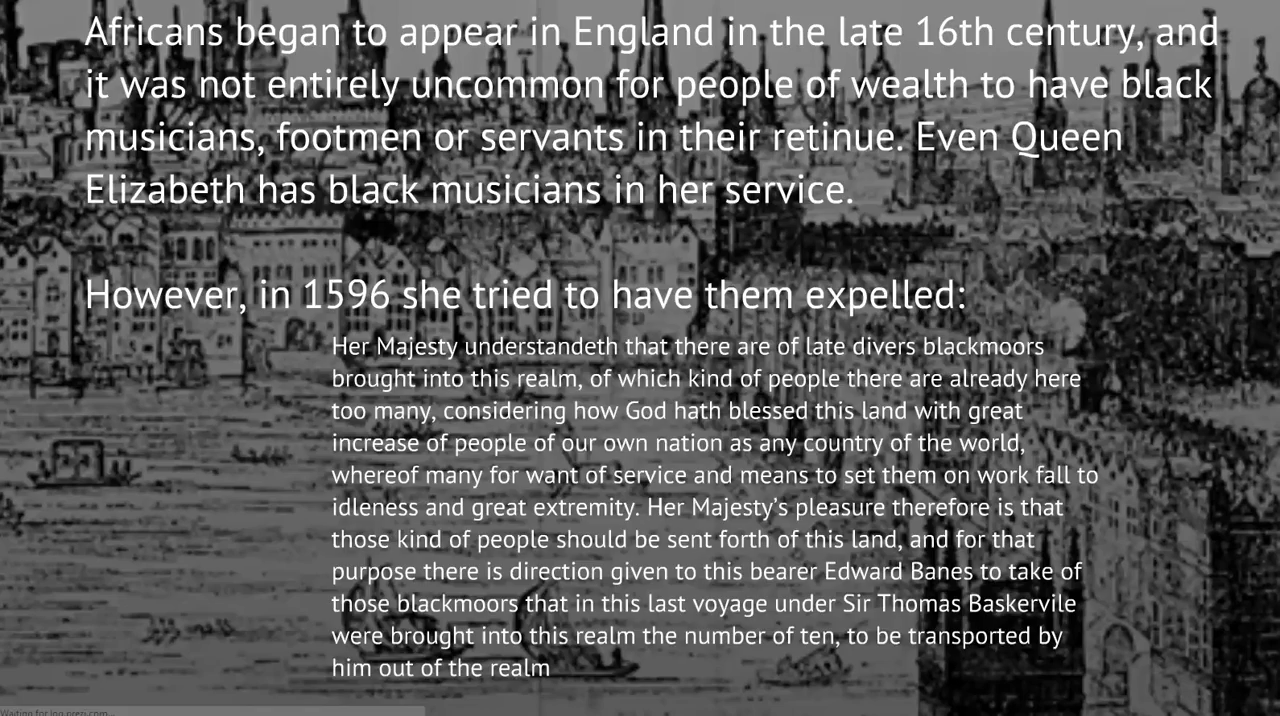 Africans began to appear in England in the late 16th century, and
it was not entirely uncommon for people of wealth to have black
musicians, footmen or servants in their retinue. Even Queen
Elizabeth has black musicians in her service.
However, in 1596 she tried to have them expelled:
Her Majesty understandeth that there are of late divers blackmoors
brought into this realm, of which kind of people there are already here
too many, considering how God hath blessed this land with great
increase of people of our own nation as any country of the world,
whereof many for want of service and means to set them on work fall to
idleness and great extremity. Her Majesty’s pleasure therefore is that
those kind of people should be sent forth of this land, and for that
purpose there is direction given to this bearer Edward Banes to take of
those blackmoors that in this last voyage under Sir Thomas Baskervile
were brought into this realm the number of ten, to be transported by
him out of the realm
Waiting for log.prezi.com...